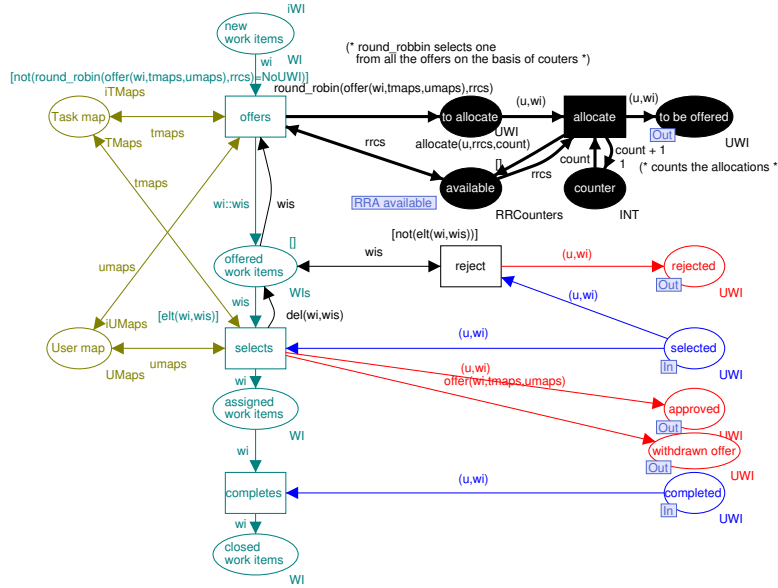 iWI
new
work items
wi
WI
(* round_robbin selects one
from all the offers on the basis of couters *)
[not(round_robin(offer(wi,tmaps,umaps),rrcs)=NoUWI)]
iTMaps
round_robin(offer(wi,tmaps,umaps),rrcs)
Task map
TMaps
tmaps
offers
to allocate
UWI
(u,wi)
allocate
(u,wi)
to be offered
Out
UWI
allocate(u,rrcs,count)
rrcs
[]
count
count + 1
1
(* counts the allocations *
tmaps
available
rrcs
RRA available
RRCounters
counter
INT
wi::wis
wis
[]
[not(elt(wi,wis))]
umaps
offered
work items
WIs
wis
reject
(u,wi)
rejected
Out
UWI
wis
del(wi,wis)
(u,wi)
[elt(wi,wis)]
iUMaps
User map
UMaps
umaps
selects
(u,wi)
selected
In
UWI
wi
(u,wi)
offer(wi,tmaps,umaps)
assigned
work items
WI
approved
Out
UWI
withdrawn offer
Out
UWI
wi
completes
(u,wi)
completed
In
UWI
wi
closed
work items
WI